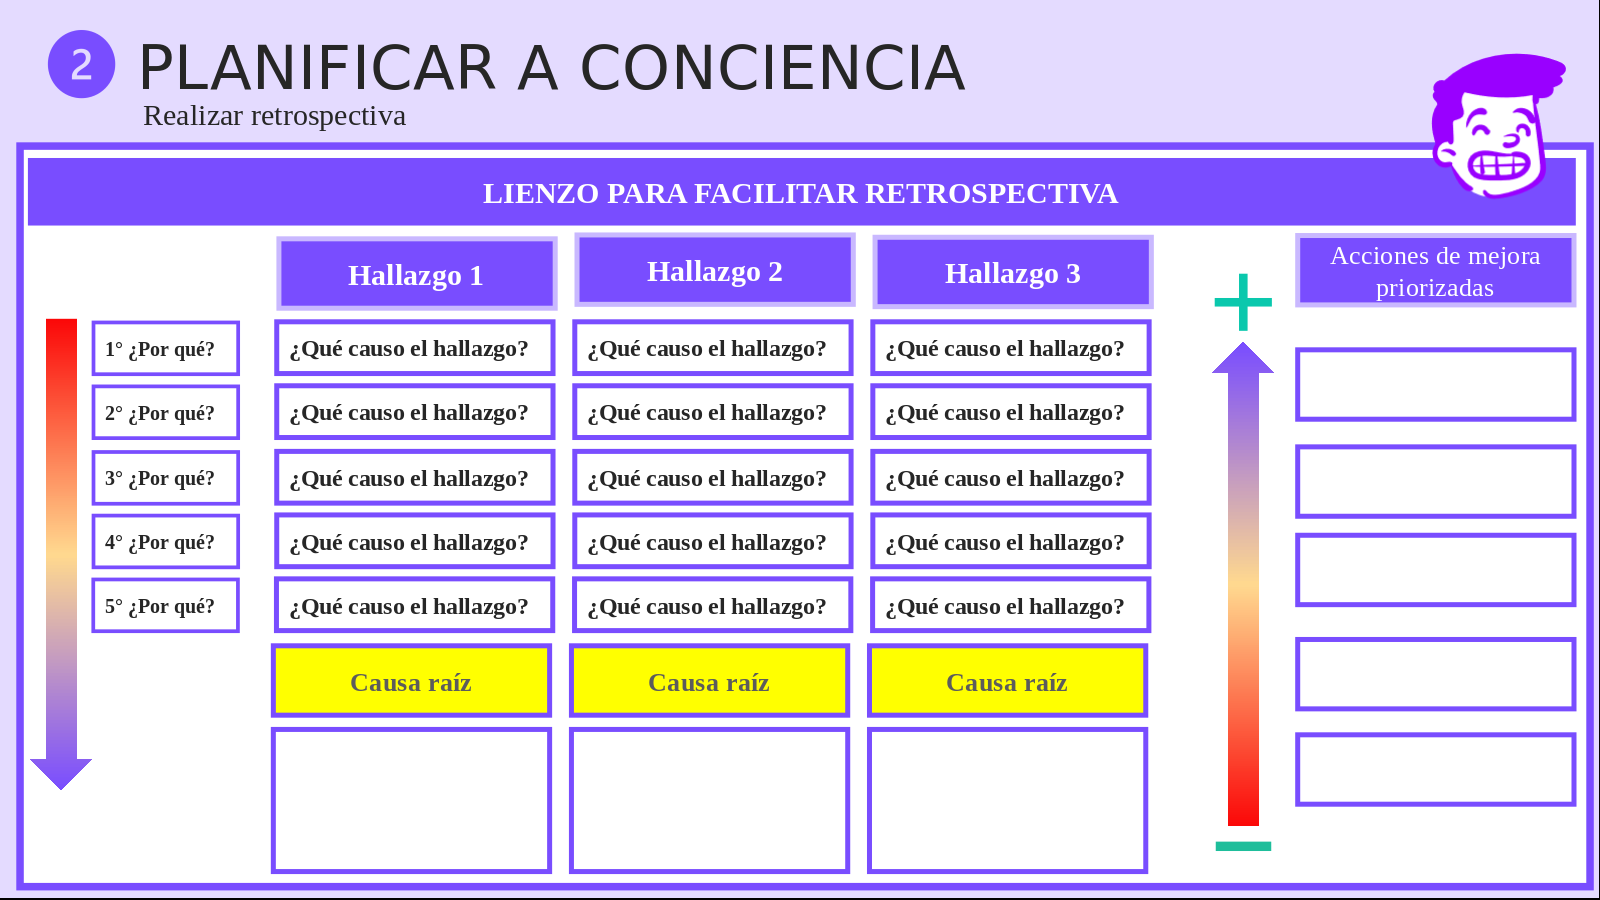 2 PLANIFICAR A CONCIENCIA
Realizar retrospectiva
LIENZO PARA FACILITAR RETROSPECTIVA
Hallazgo 1
Hallazgo 2
Hallazgo 3
Acciones de mejora
priorizadas
1° ¿Por qué?
¿Qué causo el hallazgo?
¿Qué causo el hallazgo?
¿Qué causo el hallazgo?
2° ¿Por qué?
¿Qué causo el hallazgo?
¿Qué causo el hallazgo?
¿Qué causo el hallazgo?
3° ¿Por qué?
¿Qué causo el hallazgo?
¿Qué causo el hallazgo?
¿Qué causo el hallazgo?
4° ¿Por qué?
¿Qué causo el hallazgo?
¿Qué causo el hallazgo?
¿Qué causo el hallazgo?
5° ¿Por qué?
¿Qué causo el hallazgo?
¿Qué causo el hallazgo?
¿Qué causo el hallazgo?
Causa raíz
Causa raíz
Causa raíz